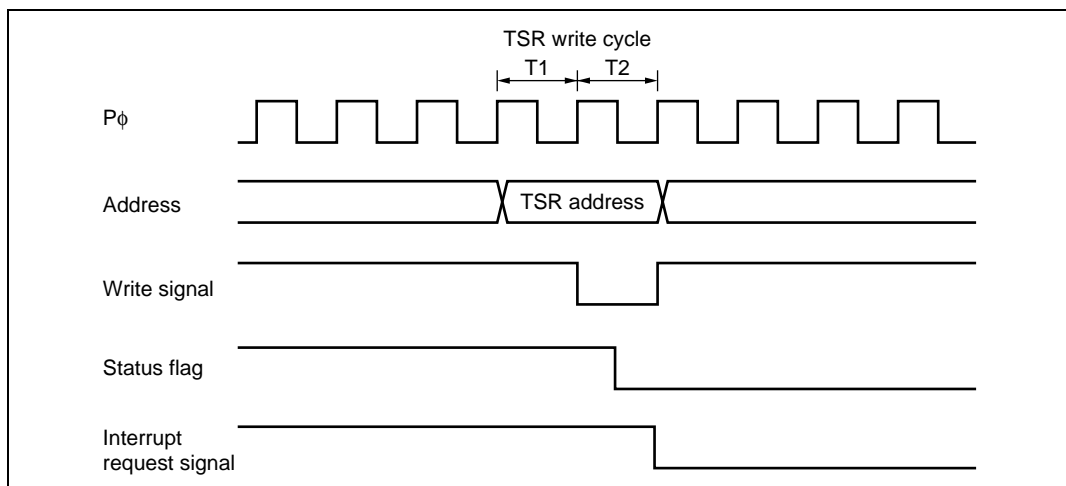 TSR write cycle
T1 T2
Pϕ
Address
TSR address
Write signal
Status flag
Interrupt
request signal